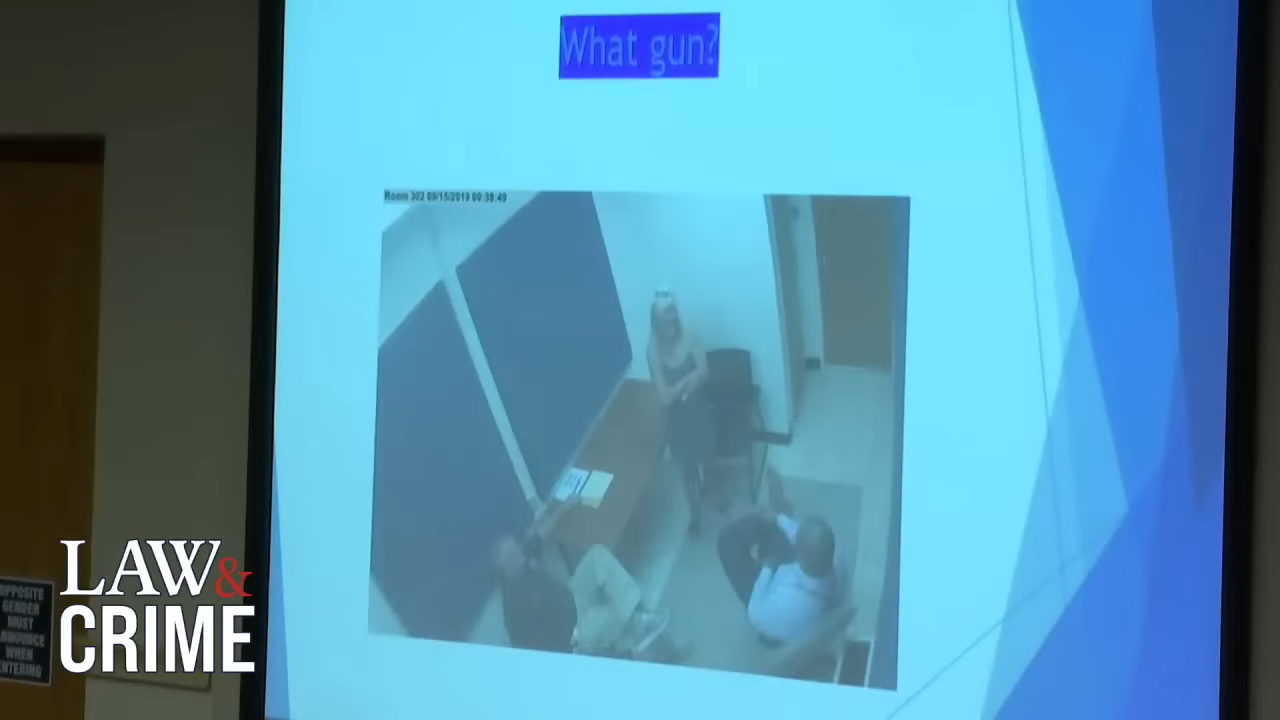 What gun?
Room 302 09/15/2019 00:38:49
LAW&
CRIME
OPPOSITE
GENDER
MUST
ANNOUNCE
WHEN
ENTERING